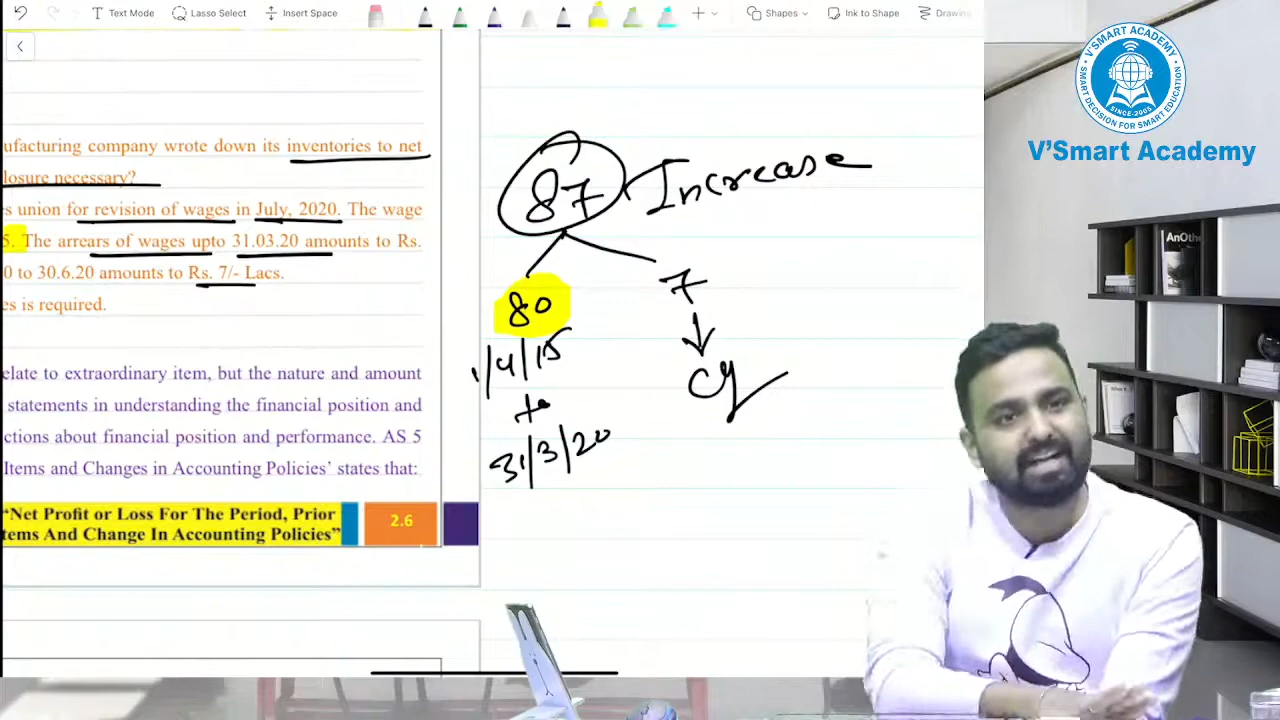 Text Mode
Lasso Select
Insert Space
Shapes
Ink to Shape
Drawing
V'SMART ACADEMY
SMART DECISION FOR SMART EDUCATION
SINCE-2005
V'Smart Academy
ufacturing company wrote down its inventories to net
losure necessary?
es union for revision of wages in July, 2020. The wage
5. The arrears of wages upto 31.03.20 amounts to Rs.
0 to 30.6.20 amounts to Rs. 7/- Lacs.
es is required.
elate to extraordinary item, but the nature and amount
statements in understanding the financial position and
ctions about financial position and performance. AS 5
Items and Changes in Accounting Policies' states that:
"Net Profit or Loss For The Period, Prior
tems And Change In Accounting Policies"
2.6
87 Increase
80
7
1/4/15
to
31/3/20
cy
AnOthe